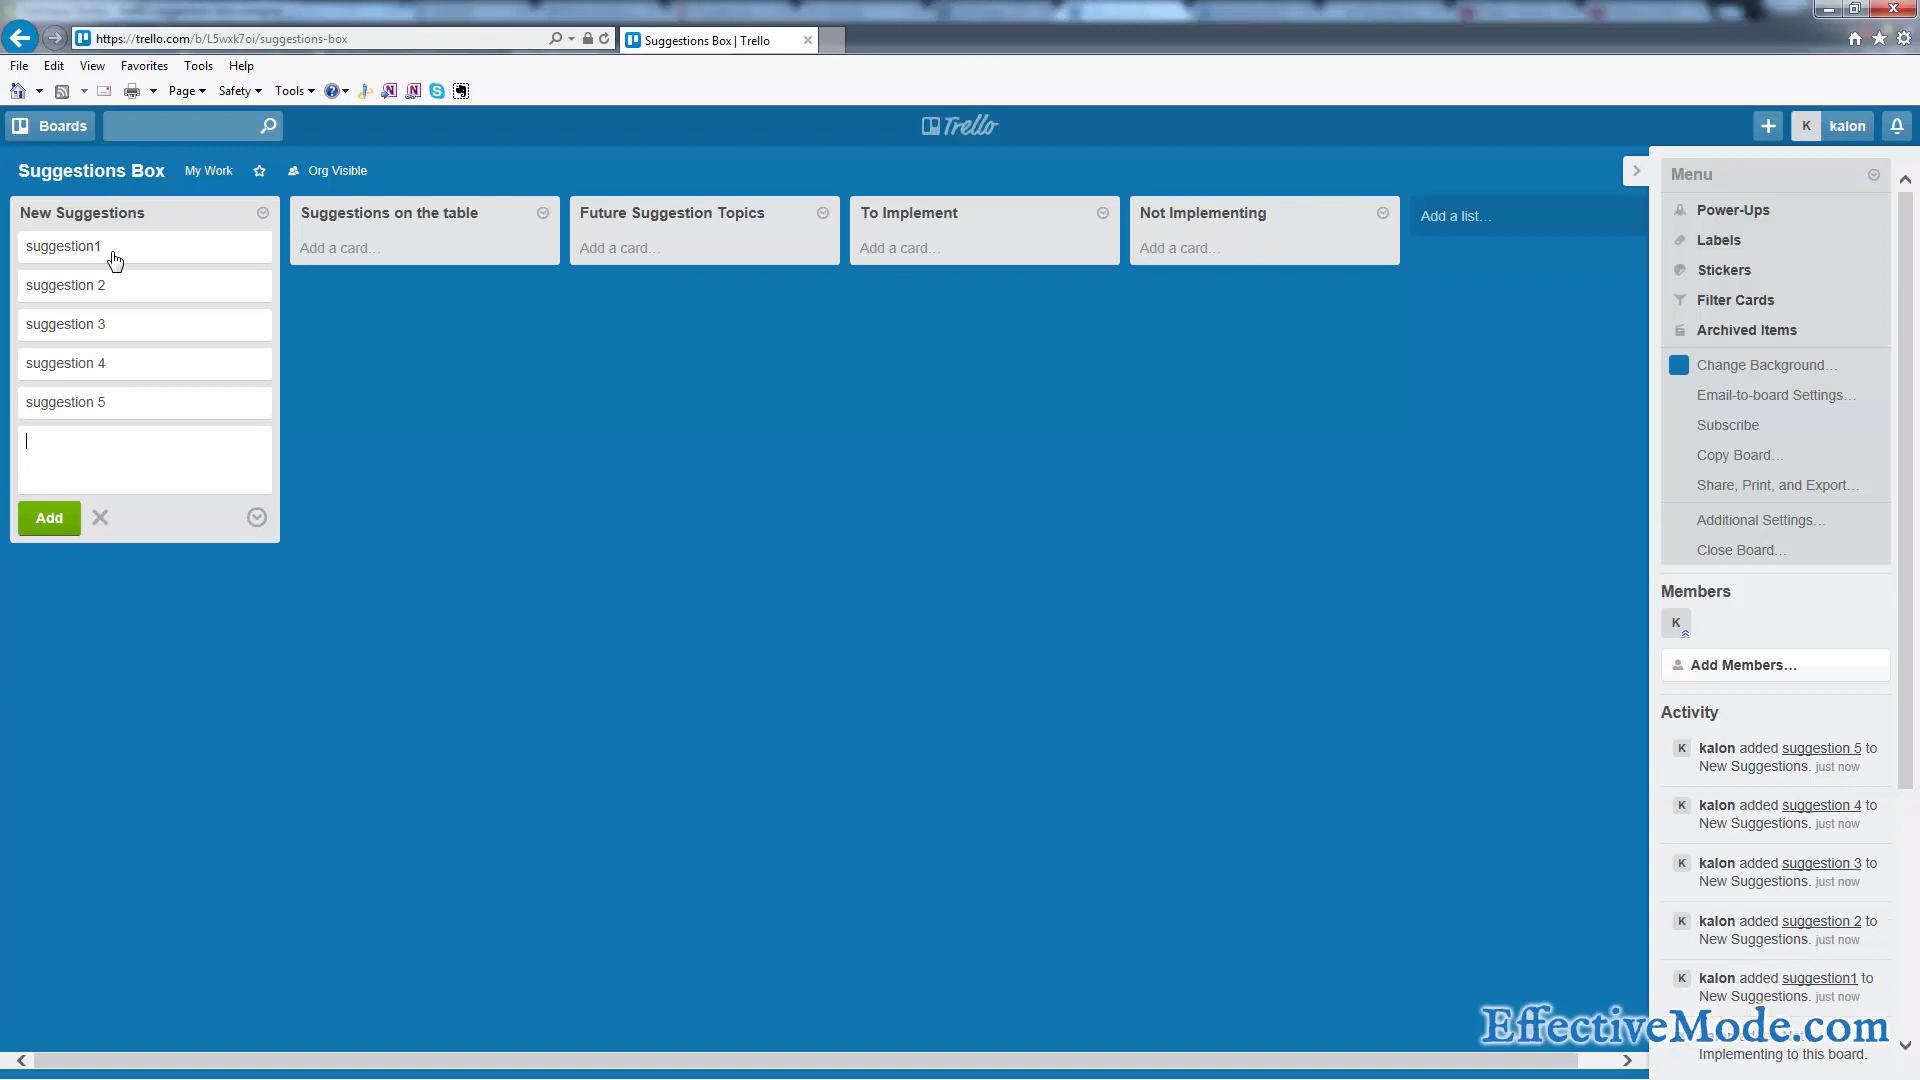 https://trello.com/b/L5wxk7oi/suggestions-box
Suggestions Box | Trello
File Edit View Favorites Tools Help
Page Safety Tools
Boards
Trello
K kalon
Suggestions Box My Work Org Visible
New Suggestions
suggestion1
suggestion 2
suggestion 3
suggestion 4
suggestion 5
Add
Suggestions on the table
Add a card…
Future Suggestion Topics
Add a card…
To Implement
Add a card…
Not Implementing
Add a card…
Add a list…
Menu
Power-Ups
Labels
Stickers
Filter Cards
Archived Items
Change Background…
Email-to-board Settings…
Subscribe
Copy Board…
Share, Print, and Export…
Additional Settings…
Close Board…
Members
K
Add Members…
Activity
K kalon added suggestion 5 to
New Suggestions. just now
K kalon added suggestion 4 to
New Suggestions. just now
K kalon added suggestion 3 to
New Suggestions. just now
K kalon added suggestion 2 to
New Suggestions. just now
K kalon added suggestion1 to
New Suggestions. just now
EffectiveMode.com
Implementing to this board.